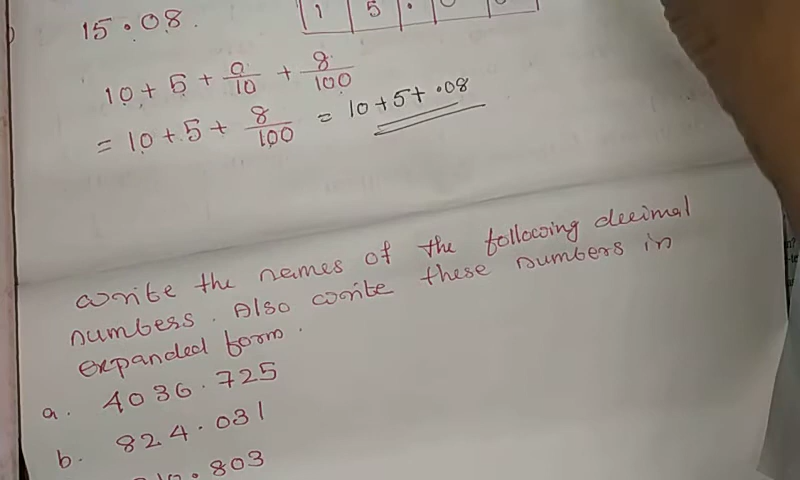 15.08.
1 5 .
10 + 5 + 0/10 + 8/100
= 10 + 5 + 8/100 = 10 + 5 + .08
Write the names of the following decimal
numbers. Also write these numbers in
expanded form.
a. 4036.725
b. 824.031
.803